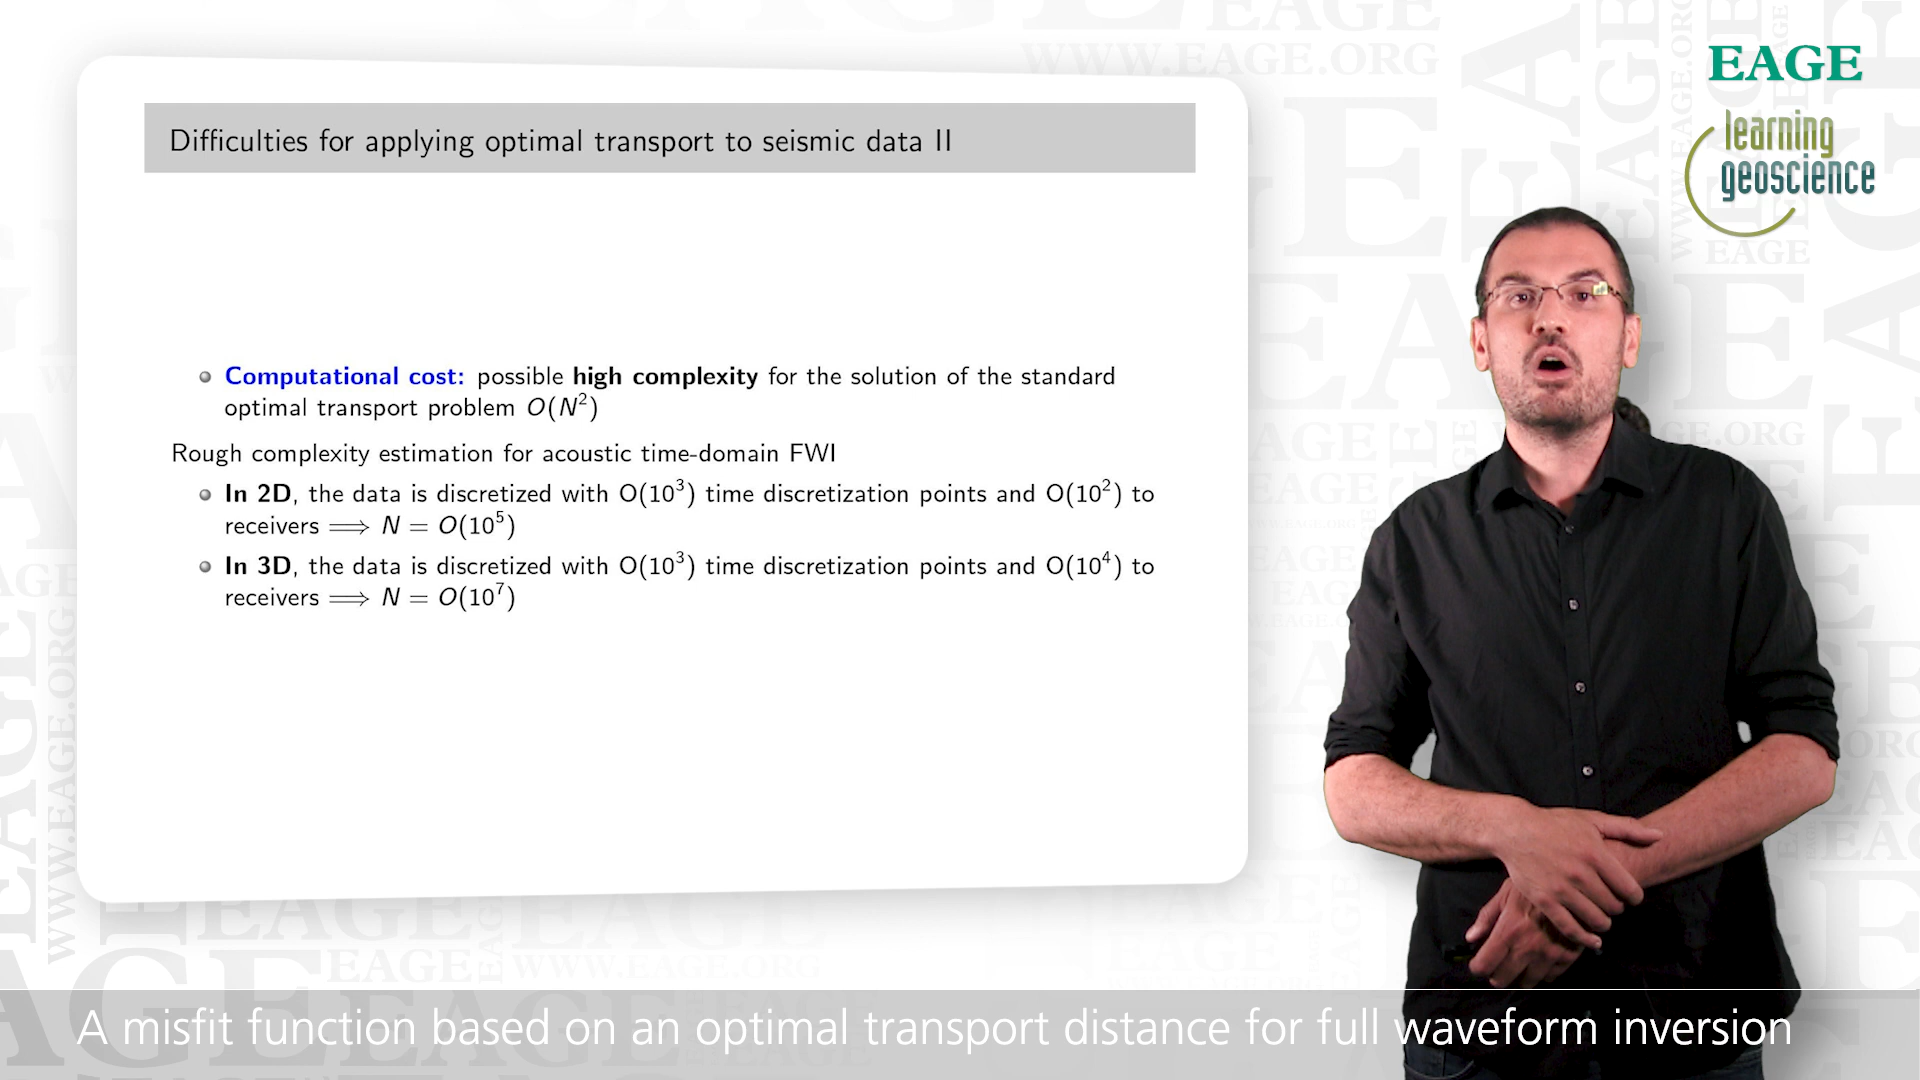 EAGE
learning
geoscience
Difficulties for applying optimal transport to seismic data II
Computational cost: possible high complexity for the solution of the standard
optimal transport problem O(N²)
Rough complexity estimation for acoustic time-domain FWI
In 2D, the data is discretized with O(10³) time discretization points and O(10²) to
receivers ⟹ N = O(10⁵)
In 3D, the data is discretized with O(10³) time discretization points and O(10⁴) to
receivers ⟹ N = O(10⁷)
A misfit function based on an optimal transport distance for full waveform inversion